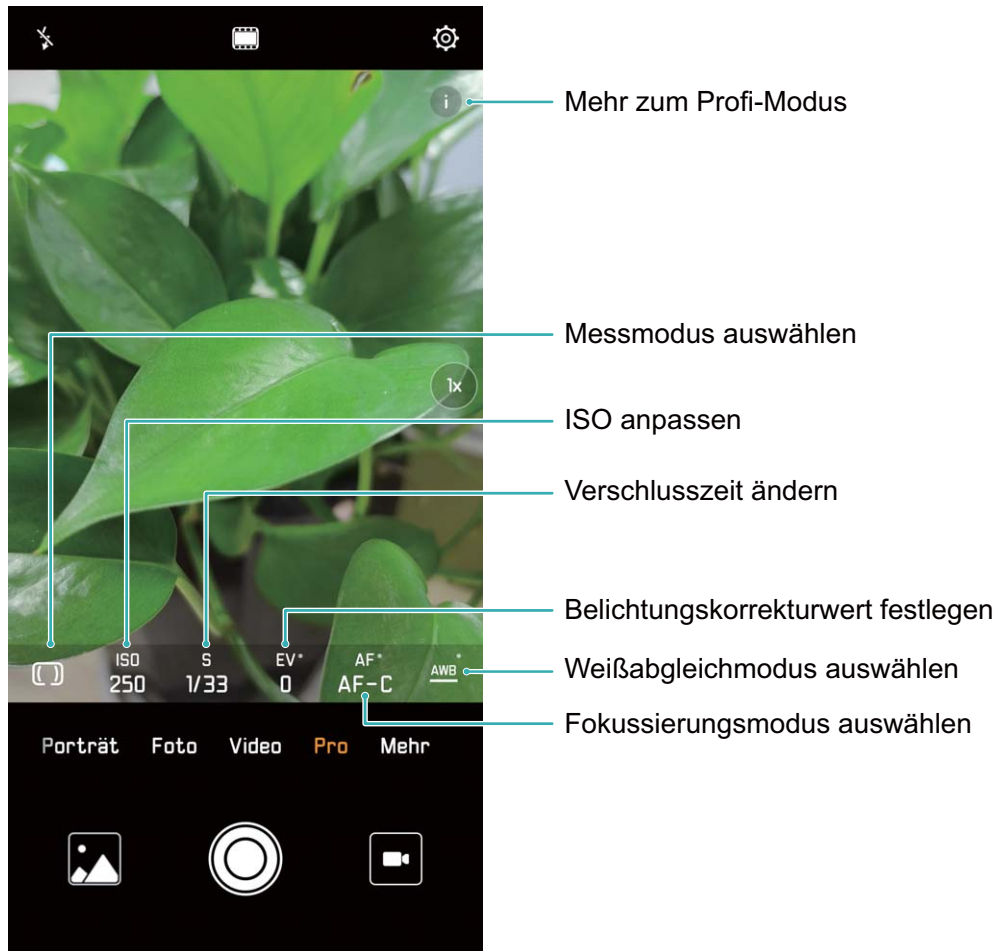 Mehr zum Profi-Modus
Messmodus auswählen
1x
ISO anpassen
Verschlusszeit ändern
Belichtungskorrekturwert festlegen
ISO S EV* AF* AWB*
250 1/33 0 AF-C
Weißabgleichmodus auswählen
Fokussierungsmodus auswählen
Porträt Foto Video Pro Mehr